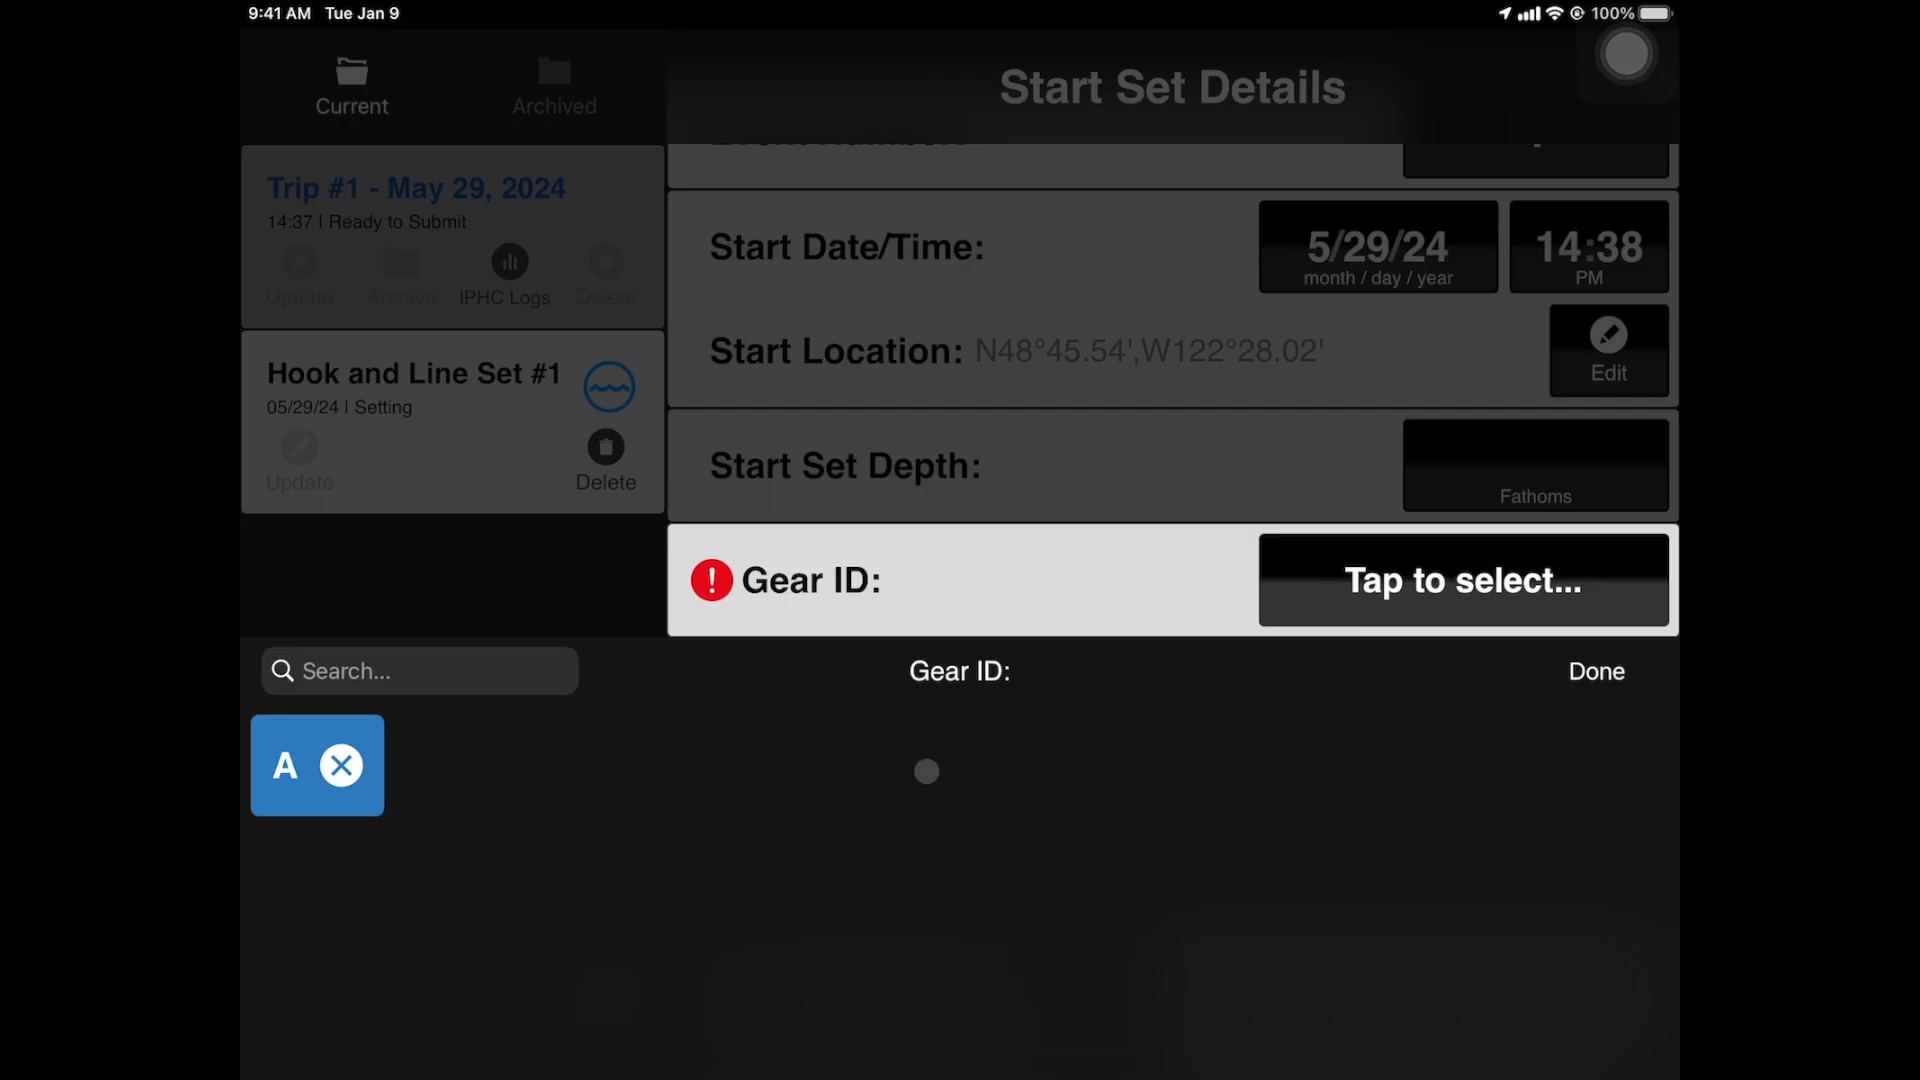 9:41 AM Tue Jan 9
100%
Current
Archived
Start Set Details
Trip #1 - May 29, 2024
14:37 | Ready to Submit
Update
Archive
IPHC Logs
Delete
Start Date/Time:
5/29/24
month / day / year
14:38
PM
Start Location: N48°45.54',W122°28.02'
Edit
Hook and Line Set #1
05/29/24 | Setting
Update
Delete
Start Set Depth:
Fathoms
Gear ID:
Tap to select...
Search...
Gear ID:
Done
A